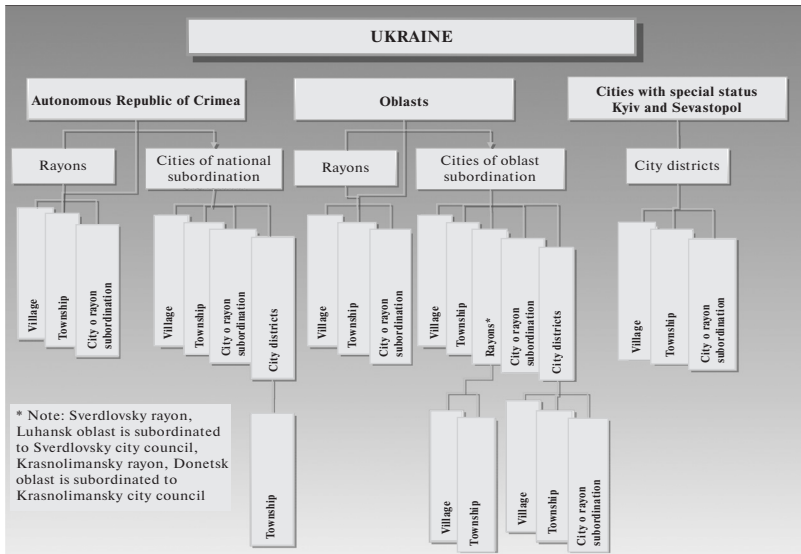 UKRAINE
Autonomous Republic of Crimea
Oblasts
Cities with special status
Kyiv and Sevastopol
Rayons
Cities of national
subordination
Rayons
Cities of oblast
subordination
City districts
Village
Township
City o rayon
subordination
Village
Township
City o rayon
subordination
City districts
Village
Township
City o rayon
subordination
Village
Township
Rayons*
City o rayon
subordination
City districts
Village
Township
City o rayon
subordination
* Note: Sverdlovsky rayon,
Luhansk oblast is subordinated
to Sverdlovsky city council,
Krasnolimansky rayon, Donetsk
oblast is subordinated to
Krasnolimansky city council
Township
Village
Township
Village
Township
City o rayon
subordination